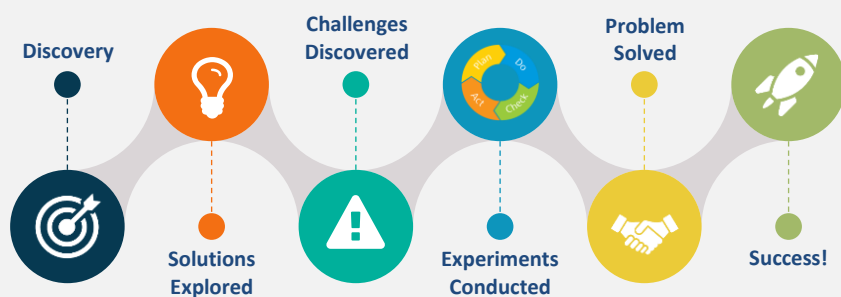 Discovery
Solutions
Explored
Challenges
Discovered
Plan
Do
Check
Act
Experiments
Conducted
Problem
Solved
Success!